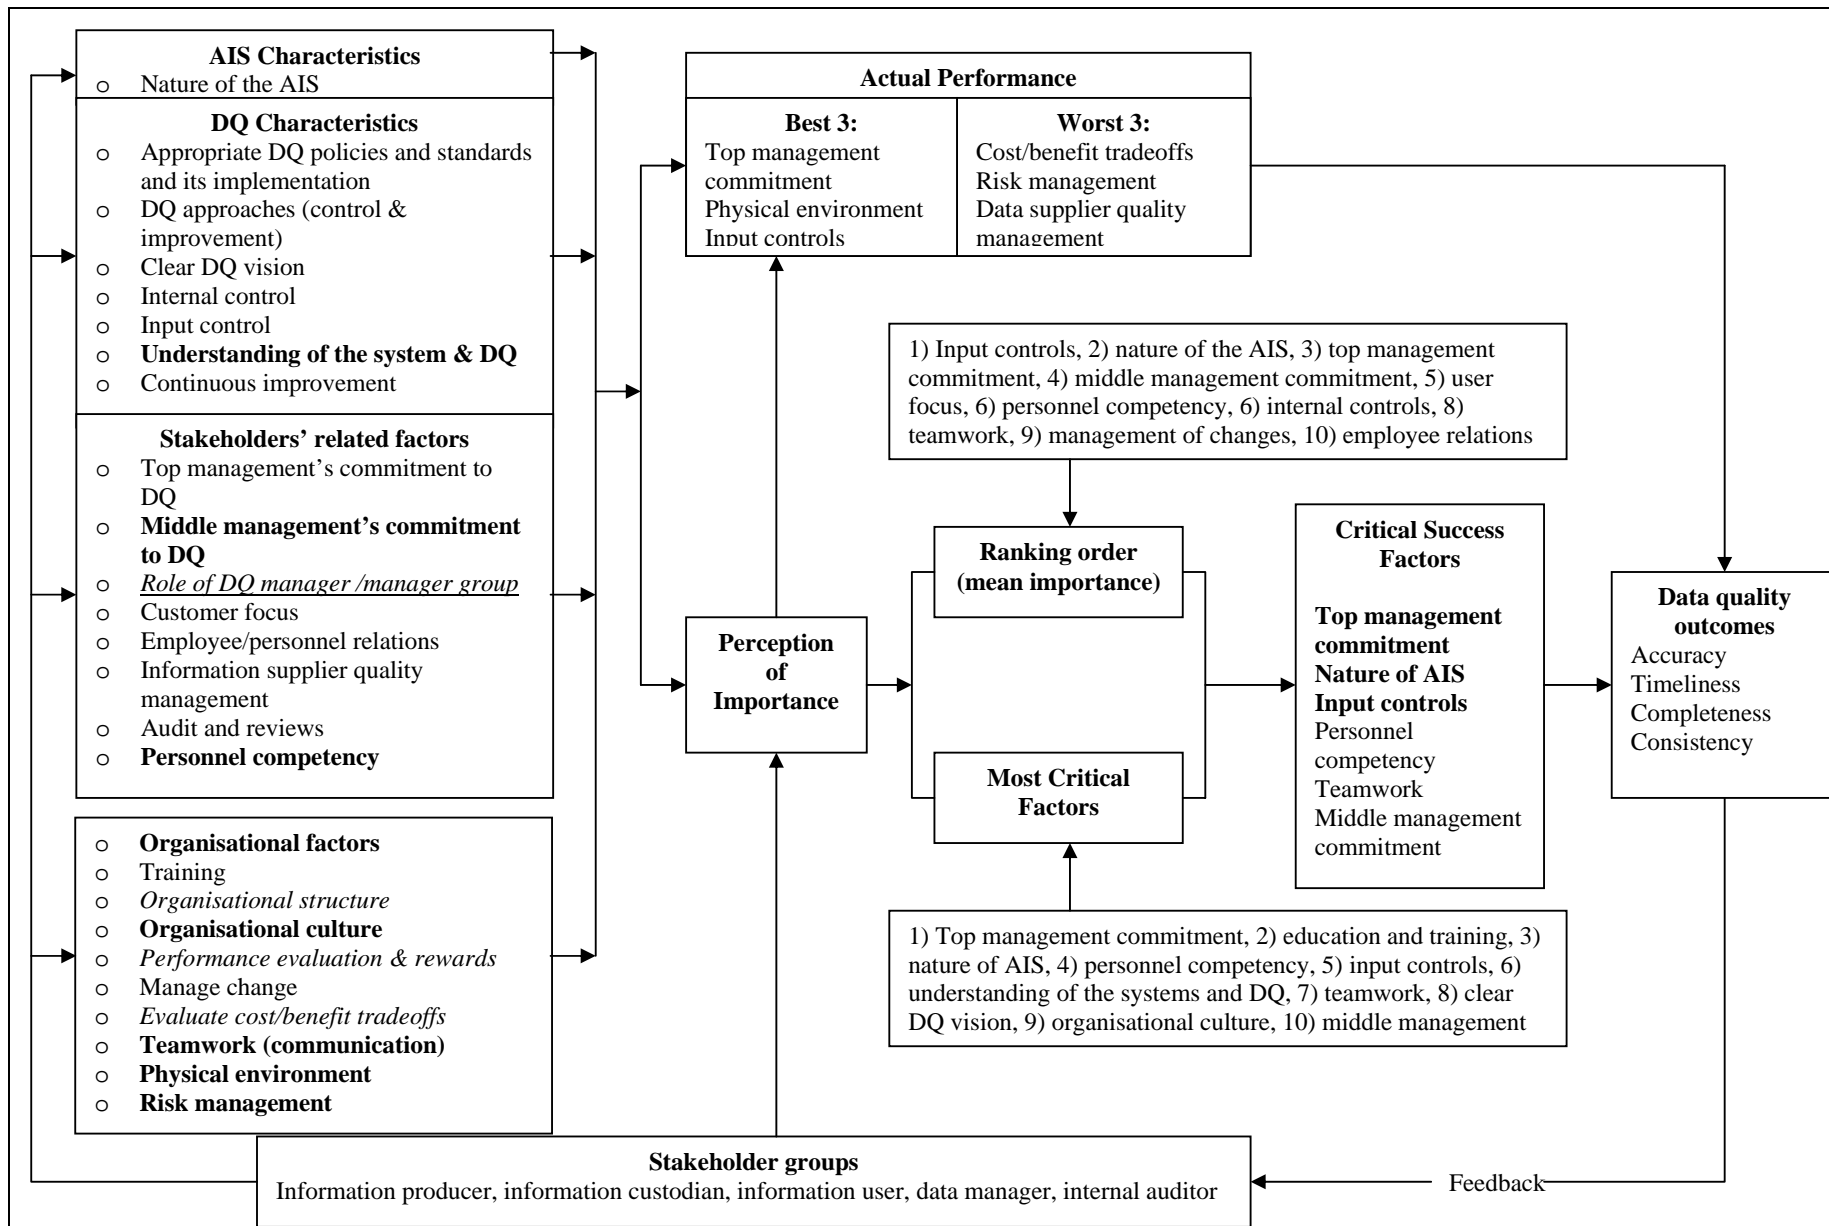 AIS Characteristics
o Nature of the AIS
DQ Characteristics
o Appropriate DQ policies and standards
and its implementation
o DQ approaches (control &
improvement)
o Clear DQ vision
o Internal control
o Input control
o Understanding of the system & DQ
o Continuous improvement
Stakeholders’ related factors
o Top management’s commitment to
DQ
o Middle management’s commitment
to DQ
o Role of DQ manager /manager group
o Customer focus
o Employee/personnel relations
o Information supplier quality
management
o Audit and reviews
o Personnel competency
o Organisational factors
o Training
o Organisational structure
o Organisational culture
o Performance evaluation & rewards
o Manage change
o Evaluate cost/benefit tradeoffs
o Teamwork (communication)
o Physical environment
o Risk management
Actual Performance
Best 3:
Top management
commitment
Physical environment
Input controls
Worst 3:
Cost/benefit tradeoffs
Risk management
Data supplier quality
management
1) Input controls, 2) nature of the AIS, 3) top management
commitment, 4) middle management commitment, 5) user
focus, 6) personnel competency, 6) internal controls, 8)
teamwork, 9) management of changes, 10) employee relations
Perception
of
Importance
Ranking order
(mean importance)
Most Critical
Factors
1) Top management commitment, 2) education and training, 3)
nature of AIS, 4) personnel competency, 5) input controls, 6)
understanding of the systems and DQ, 7) teamwork, 8) clear
DQ vision, 9) organisational culture, 10) middle management
Critical Success
Factors
Top management
commitment
Nature of AIS
Input controls
Personnel
competency
Teamwork
Middle management
commitment
Data quality
outcomes
Accuracy
Timeliness
Completeness
Consistency
Stakeholder groups
Information producer, information custodian, information user, data manager, internal auditor
Feedback